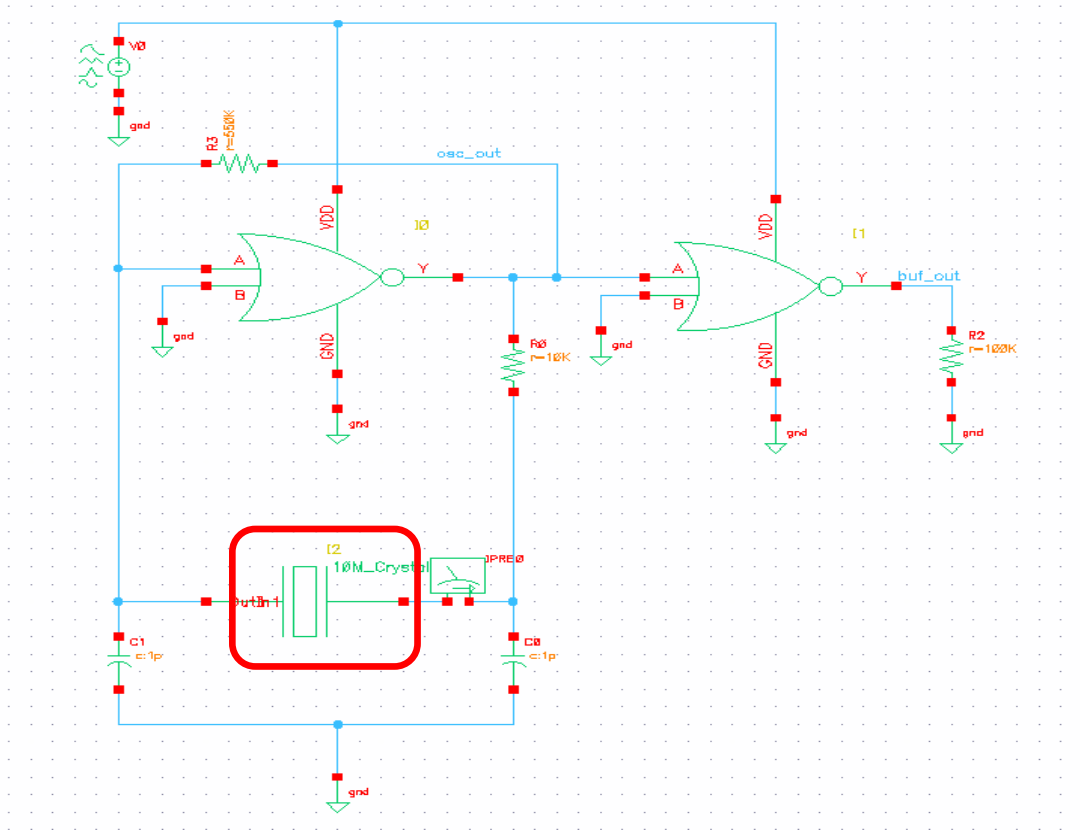 V0
gnd
R3
r=550K
osc_out
VDD
I0
A
B
Y
gnd
GND
gnd
R0
r=10K
VDD
I1
A
B
Y
buf_out
gnd
GND
gnd
R2
r=100K
gnd
I2
10M_Crystal
IPRB0
C1
c:1p
C0
c:1p
gnd